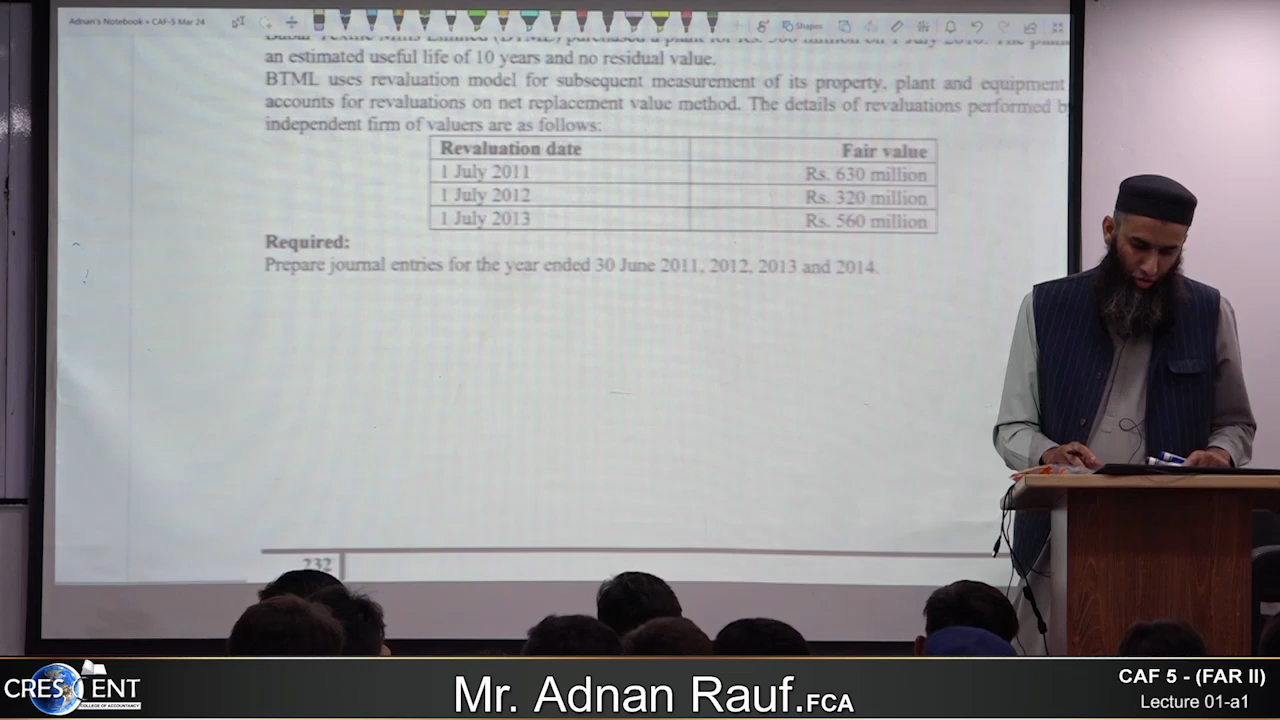 Adnan's Notebook • CAF-5 Mar 24
Shapes
an estimated useful life of 10 years and no residual value.
BTML uses revaluation model for subsequent measurement of its property, plant and equipment
accounts for revaluations on net replacement value method. The details of revaluations performed b
independent firm of valuers are as follows:
Revaluation date Fair value
1 July 2011 Rs. 630 million
1 July 2012 Rs. 320 million
1 July 2013 Rs. 560 million
Required:
Prepare journal entries for the year ended 30 June 2011, 2012, 2013 and 2014.
232
CRESCENT
COLLEGE OF ACCOUNTANCY
Mr. Adnan Rauf.FCA
CAF 5 - (FAR II)
Lecture 01-a1